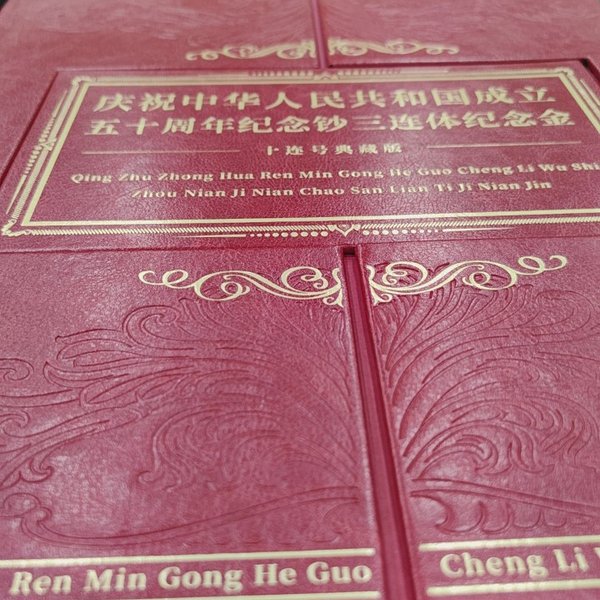 庆祝中华人民共和国成立
五十周年纪念钞三连体纪念金
十连号典藏版
Qing Zhu Zhong Hua Ren Min Gong He Guo Cheng Li Wu Shi
Zhou Nian Ji Nian Chao San Lian Ti Ji Nian Jin
Ren Min Gong He Guo
Cheng Li